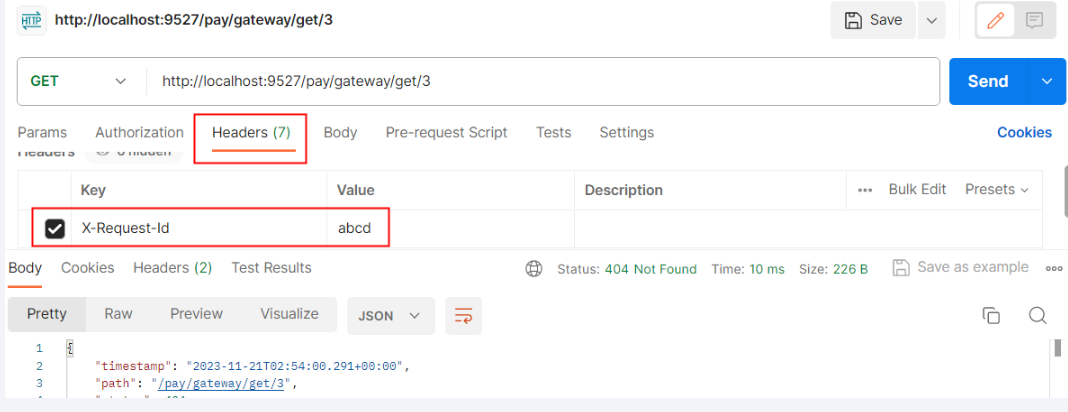 HTTP http://localhost:9527/pay/gateway/get/3 Save
GET http://localhost:9527/pay/gateway/get/3 Send
Params Authorization Headers (7) Body Pre-request Script Tests Settings Cookies
Headers 6 hidden
Key Value Description Bulk Edit Presets
X-Request-Id abcd
Body Cookies Headers (2) Test Results Status: 404 Not Found Time: 10 ms Size: 226 B Save as example
Pretty Raw Preview Visualize JSON
1 {
2 "timestamp": "2023-11-21T02:54:00.291+00:00",
3 "path": "/pay/gateway/get/3",